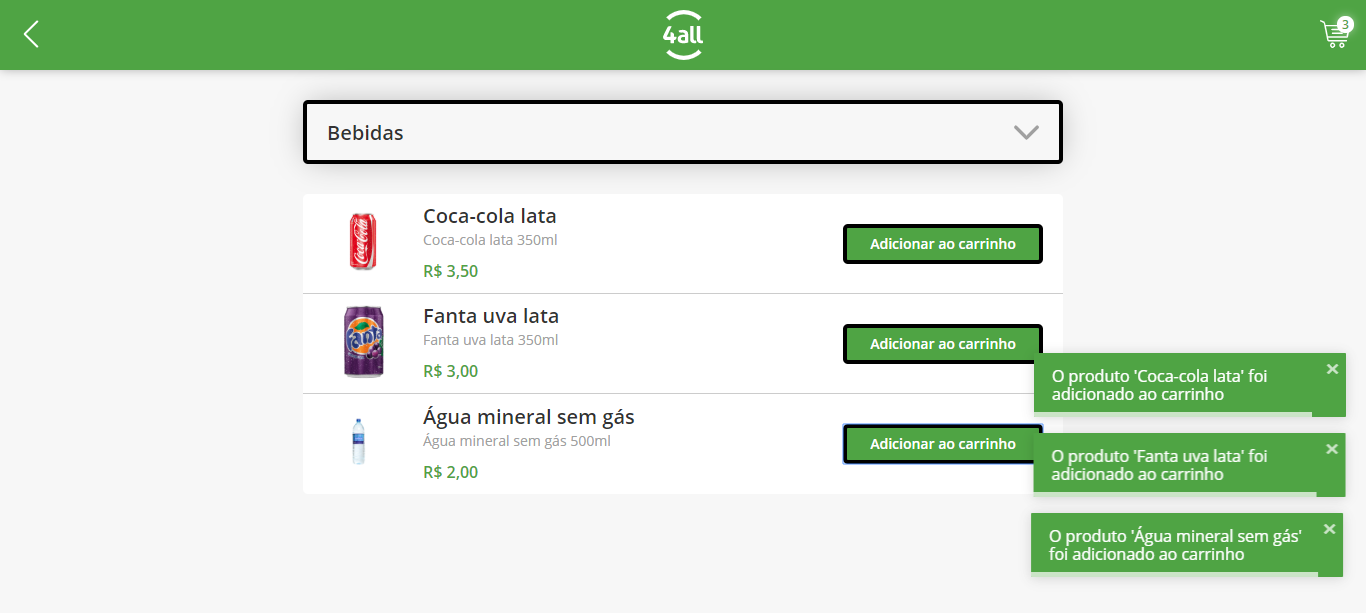 4all
3
Bebidas
Coca-Cola
Coca-cola lata
Coca-cola lata 350ml
R$ 3,50
Adicionar ao carrinho
Fanta
Fanta uva lata
Fanta uva lata 350ml
R$ 3,00
Adicionar ao carrinho
Água mineral sem gás
Água mineral sem gás 500ml
R$ 2,00
Adicionar ao carrinho
O produto 'Coca-cola lata' foi
adicionado ao carrinho
O produto 'Fanta uva lata' foi
adicionado ao carrinho
O produto 'Água mineral sem gás'
foi adicionado ao carrinho